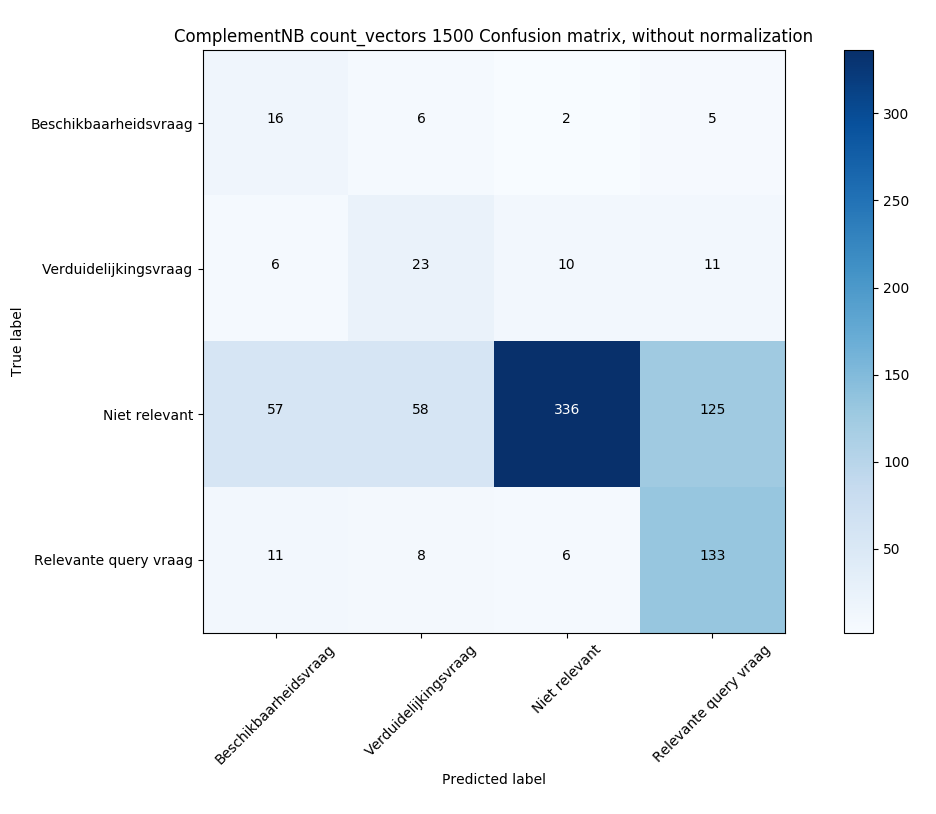 ComplementNB count_vectors 1500 Confusion matrix, without normalization
Beschikbaarheidsvraag 16 6 2 5
Verduidelijkingsvraag 6 23 10 11
Niet relevant 57 58 336 125
Relevante query vraag 11 8 6 133
True label
Beschikbaarheidsvraag
Verduidelijkingsvraag
Niet relevant
Relevante query vraag
Predicted label
300
250
200
150
100
50